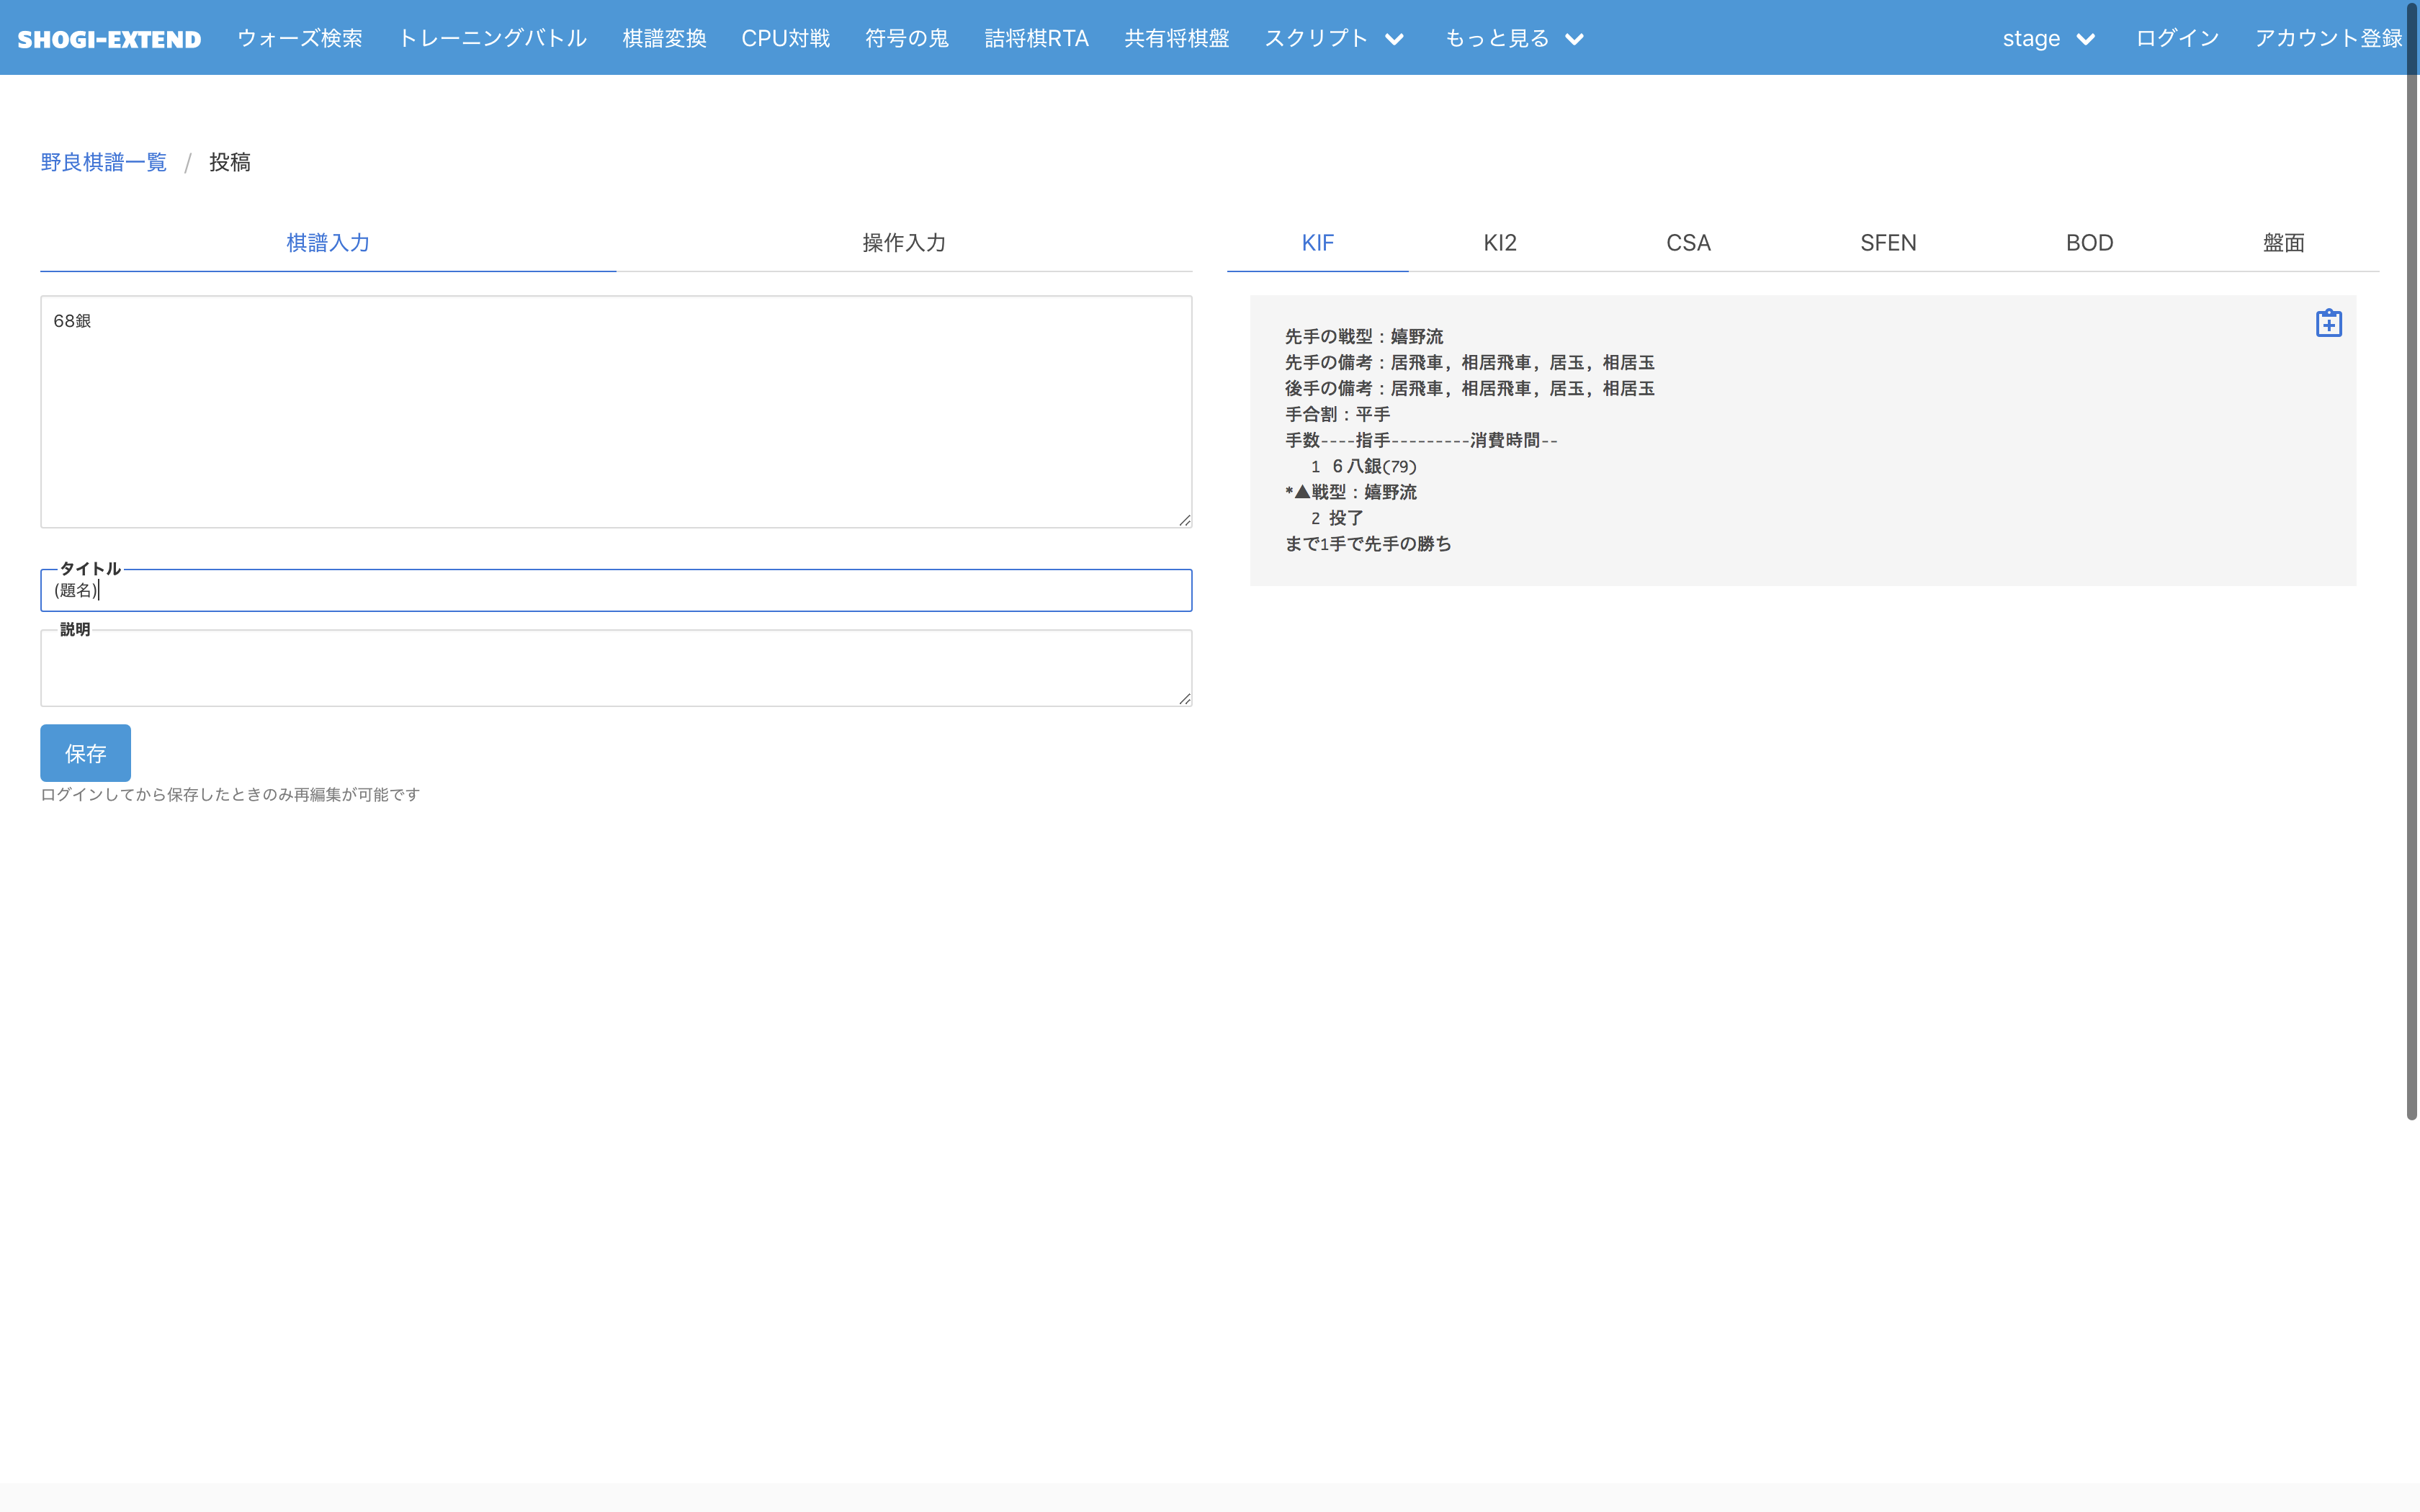 SHOGI-EXTEND ウォーズ検索 トレーニングバトル 棋譜変換 CPU対戦 符号の鬼 詰将棋RTA 共有将棋盤 スクリプト もっと見る stage ログイン アカウント登録
野良棋譜一覧 / 投稿
棋譜入力 操作入力
68銀
タイトル
(題名)
説明
保存
ログインしてから保存したときのみ再編集が可能です
KIF KI2 CSA SFEN BOD 盤面
先手の戦型：嬉野流
先手の備考：居飛車, 相居飛車, 居玉, 相居玉
後手の備考：居飛車, 相居飛車, 居玉, 相居玉
手合割：平手
手数----指手---------消費時間--
1 ６八銀(79)
*▲戦型：嬉野流
2 投了
まで1手で先手の勝ち